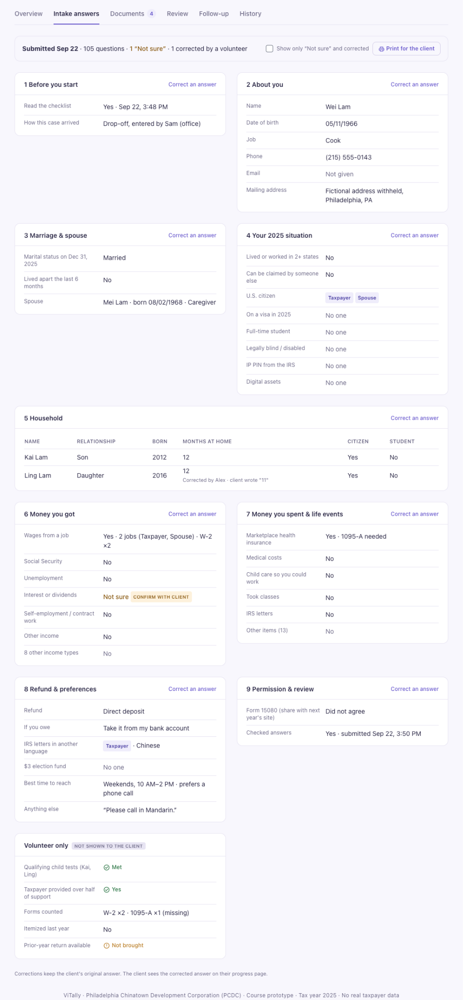 Overview Intake answers Documents 4 Review Follow-up History
Submitted Sep 22 · 105 questions · 1 “Not sure” · 1 corrected by a volunteer
Show only “Not sure” and corrected
Print for the client
1 Before you start
Correct an answer
Read the checklist
Yes · Sep 22, 3:48 PM
How this case arrived
Drop-off, entered by Sam (office)
2 About you
Correct an answer
Name
Wei Lam
Date of birth
05/11/1966
Job
Cook
Phone
(215) 555-0143
Email
Not given
Mailing address
Fictional address withheld,
Philadelphia, PA
3 Marriage & spouse
Correct an answer
Marital status on Dec 31,
2025
Married
Lived apart the last 6
months
No
Spouse
Mei Lam · born 08/02/1968 · Caregiver
4 Your 2025 situation
Correct an answer
Lived or worked in 2+ states
No
Can be claimed by someone
else
No
U.S. citizen
Taxpayer Spouse
On a visa in 2025
No one
Full-time student
No one
Legally blind / disabled
No one
IP PIN from the IRS
No one
Digital assets
No one
5 Household
Correct an answer
NAME RELATIONSHIP BORN MONTHS AT HOME CITIZEN STUDENT
Kai Lam Son 2012 12 Yes No
Ling Lam Daughter 2016 12 Yes No
Corrected by Alex · client wrote "11"
6 Money you got
Correct an answer
Wages from a job
Yes · 2 jobs (Taxpayer, Spouse) · W-2
×2
Social Security
No
Unemployment
No
Interest or dividends
Not sure CONFIRM WITH CLIENT
Self-employment / contract
work
No
Other income
No
8 other income types
No
7 Money you spent & life events
Correct an answer
Marketplace health
insurance
Yes · 1095-A needed
Medical costs
No
Child care so you could
work
No
Took classes
No
IRS letters
No
Other items (13)
No
8 Refund & preferences
Correct an answer
Refund
Direct deposit
If you owe
Take it from my bank account
IRS letters in another
language
Taxpayer · Chinese
$3 election fund
No one
Best time to reach
Weekends, 10 AM–2 PM · prefers a
phone call
Anything else
“Please call in Mandarin.”
9 Permission & review
Correct an answer
Form 15080 (share with next
year's site)
Did not agree
Checked answers
Yes · submitted Sep 22, 3:50 PM
Volunteer only NOT SHOWN TO THE CLIENT
Qualifying child tests (Kai,
Ling)
Met
Taxpayer provided over half
of support
Yes
Forms counted
W-2 ×2 · 1095-A ×1 (missing)
Itemized last year
No
Prior-year return available
Not brought
Corrections keep the client's original answer. The client sees the corrected answer on their progress page.
ViTally · Philadelphia Chinatown Development Corporation (PCDC) · Course prototype · Tax year 2025 · No real taxpayer data